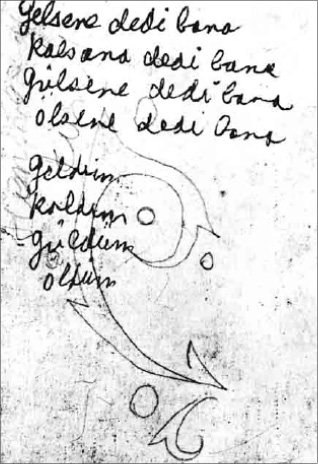 Gelsene dedi bana
Kalsana dedi bana
Gülsene dedi bana
Ölsene dedi bana
Geldim
Kaldım
Güldüm
Öldüm